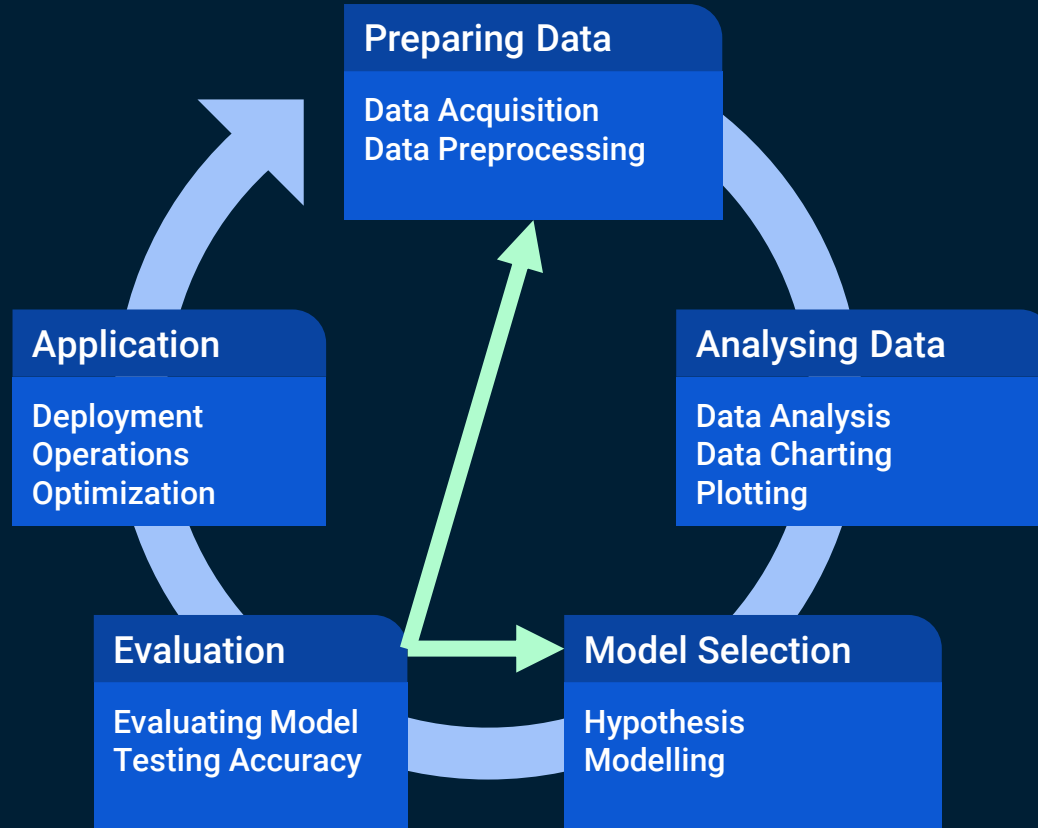 Preparing Data
Data Acquisition
Data Preprocessing
Application
Deployment
Operations
Optimization
Analysing Data
Data Analysis
Data Charting
Plotting
Evaluation
Evaluating Model
Testing Accuracy
Model Selection
Hypothesis
Modelling